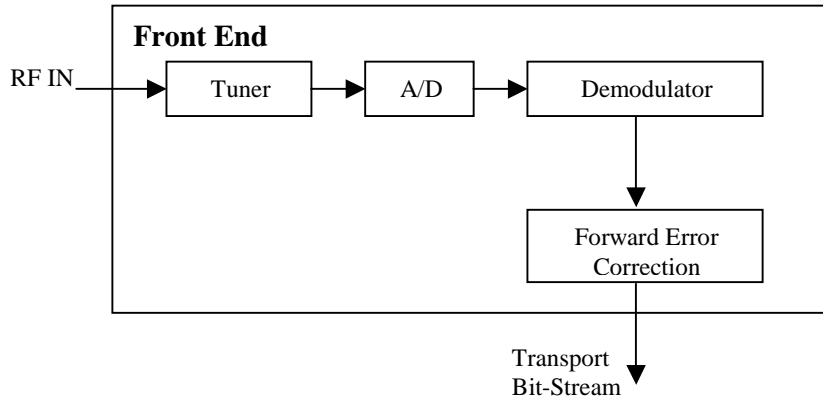 Front End
RF IN
Tuner
A/D
Demodulator
Forward Error
Correction
Transport
Bit-Stream